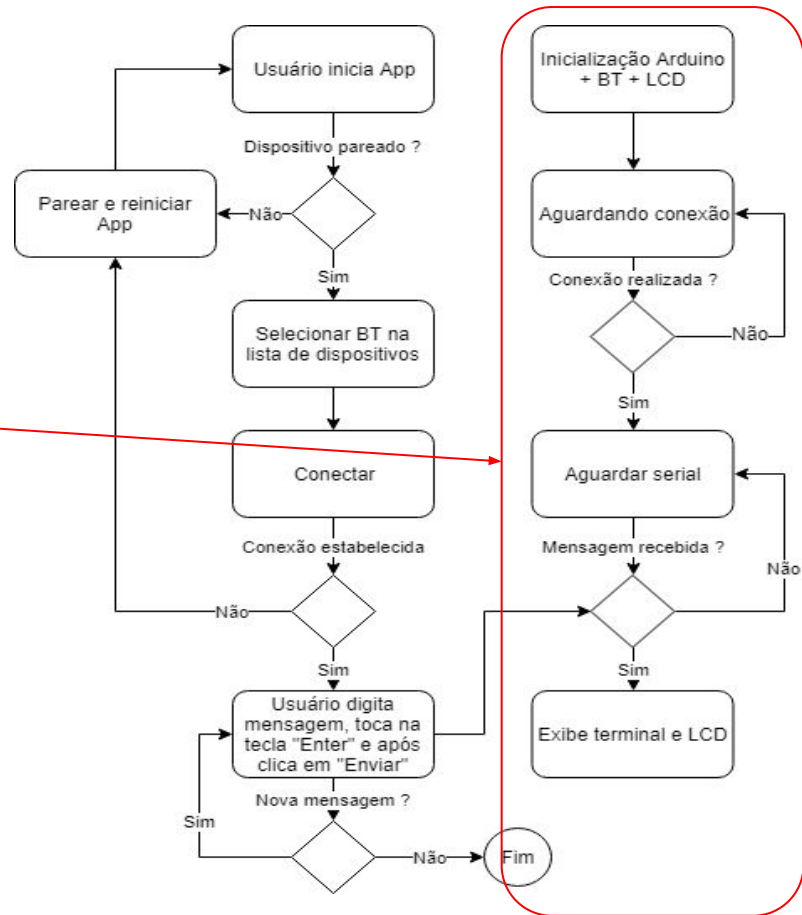 Usuário inicia App
Dispositivo pareado ?
Parear e reiniciar
App
Não
Sim
Selecionar BT na
lista de dispositivos
Conectar
Conexão estabelecida
Não
Sim
Usuário digita
mensagem, toca na
tecla "Enter" e após
clica em "Enviar"
Nova mensagem ?
Sim
Não
Fim
Inicialização Arduino
+ BT + LCD
Aguardando conexão
Conexão realizada ?
Não
Sim
Aguardar serial
Mensagem recebida ?
Não
Sim
Exibe terminal e LCD